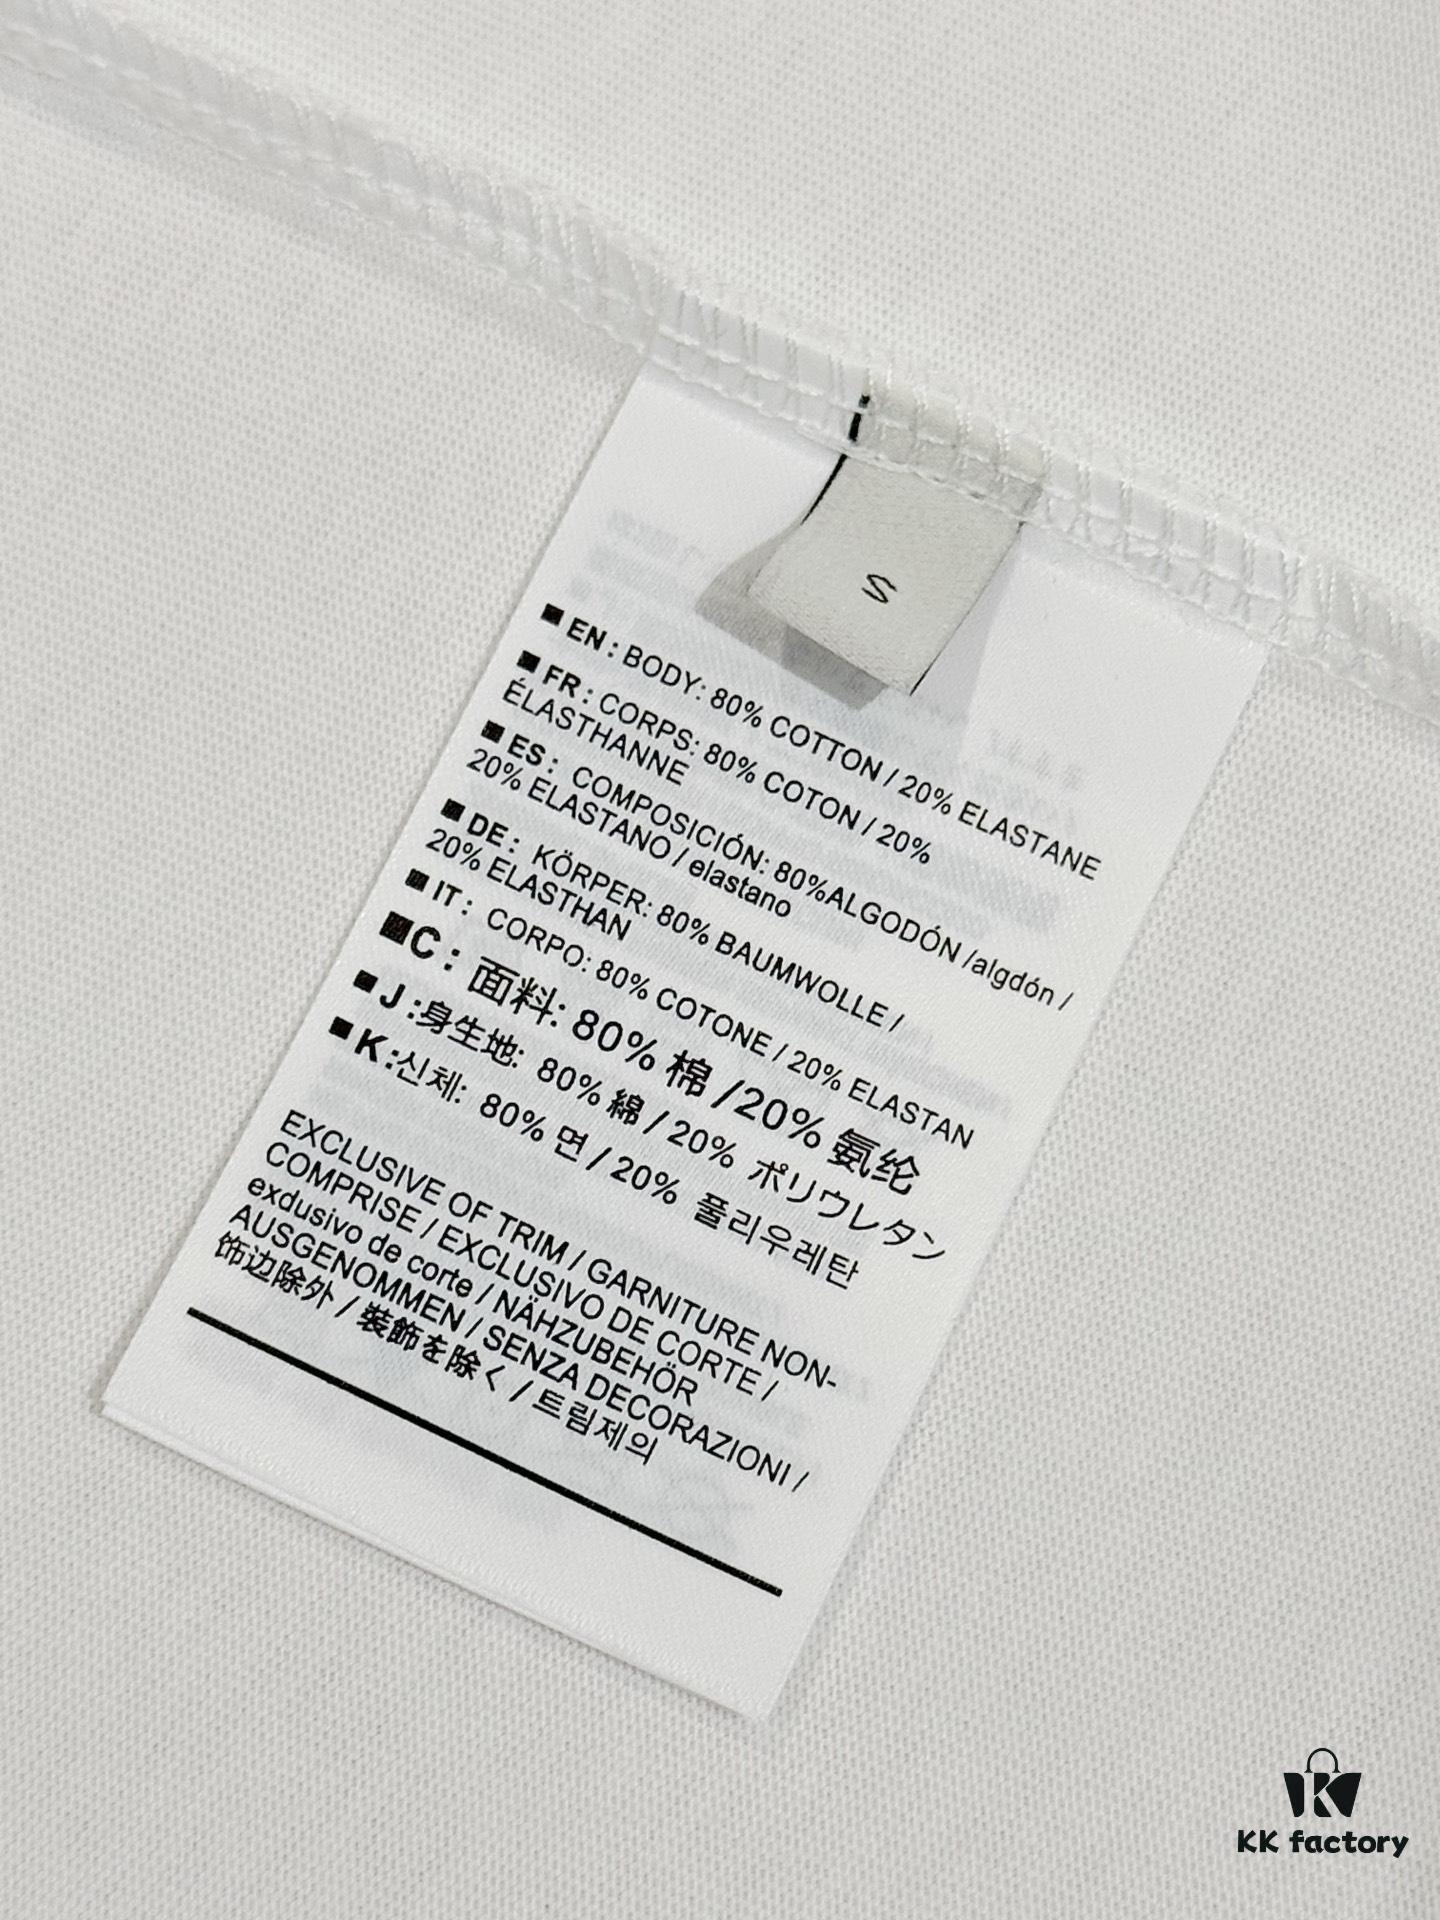 S
EN : BODY: 80% COTTON / 20% ELASTANE
FR : CORPS: 80% COTON / 20%
ÉLASTHANNE
ES : COMPOSICIÓN: 80%ALGODÓN /algdón /
20% ELASTANO / elastano
DE : KÖRPER: 80% BAUMWOLLE /
20% ELASTHAN
IT : CORPO: 80% COTONE / 20% ELASTAN
C : 面料: 80% 棉 /20% 氨纶
J :身生地: 80% 綿 / 20% ポリウレタン
K :신체: 80% 면 / 20% 풀리우레탄
EXCLUSIVE OF TRIM / GARNITURE NON-
COMPRISE / EXCLUSIVO DE CORTE /
exdusivo de corte / NÄHZUBEHÖR
AUSGENOMMEN / SENZA DECORAZIONI /
饰边除外 / 裝飾を除く / 트림제의
KK factory